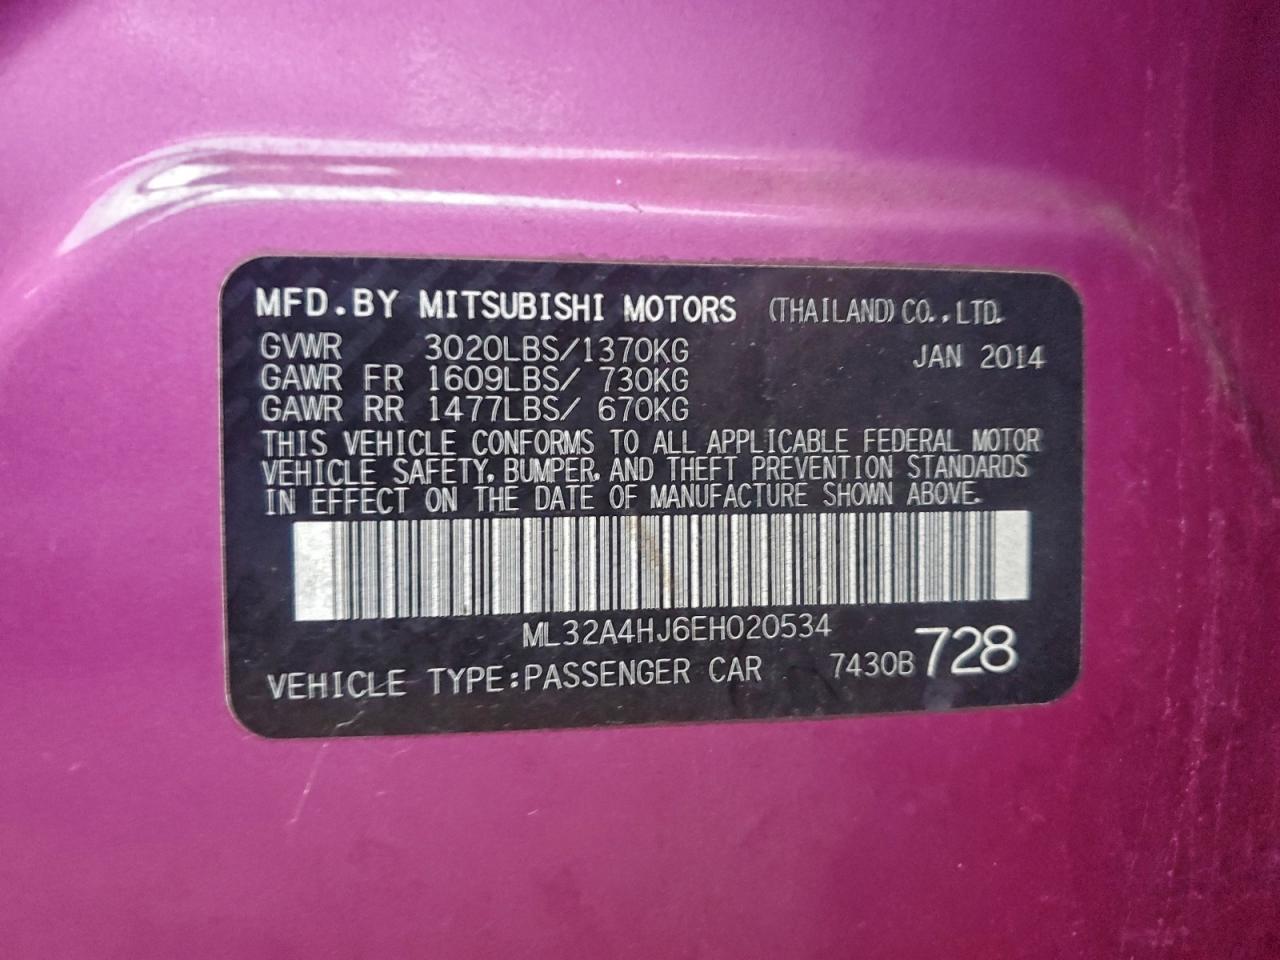 MFD.BY MITSUBISHI MOTORS (THAILAND) CO., LTD.
GVWR 3020LBS/1370KG JAN 2014
GAWR FR 1609LBS/ 730KG
GAWR RR 1477LBS/ 670KG
THIS VEHICLE CONFORMS TO ALL APPLICABLE FEDERAL MOTOR
VEHICLE SAFETY, BUMPER, AND THEFT PREVENTION STANDARDS
IN EFFECT ON THE DATE OF MANUFACTURE SHOWN ABOVE.
ML32A4HJ6EH020534
VEHICLE TYPE:PASSENGER CAR 7430B 728